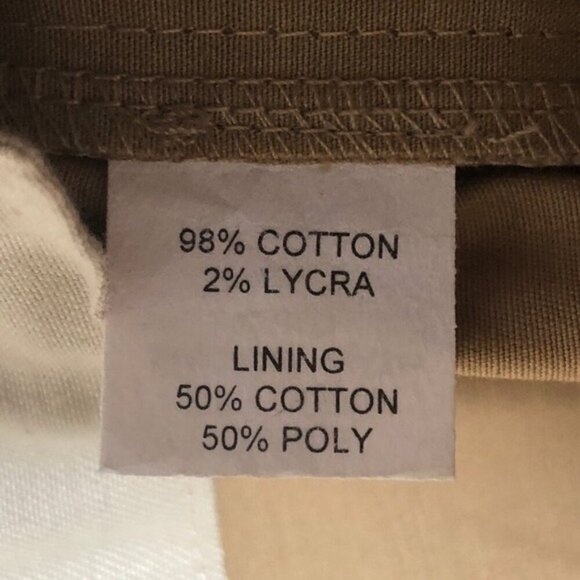 98% COTTON
2% LYCRA
LINING
50% COTTON
50% POLY